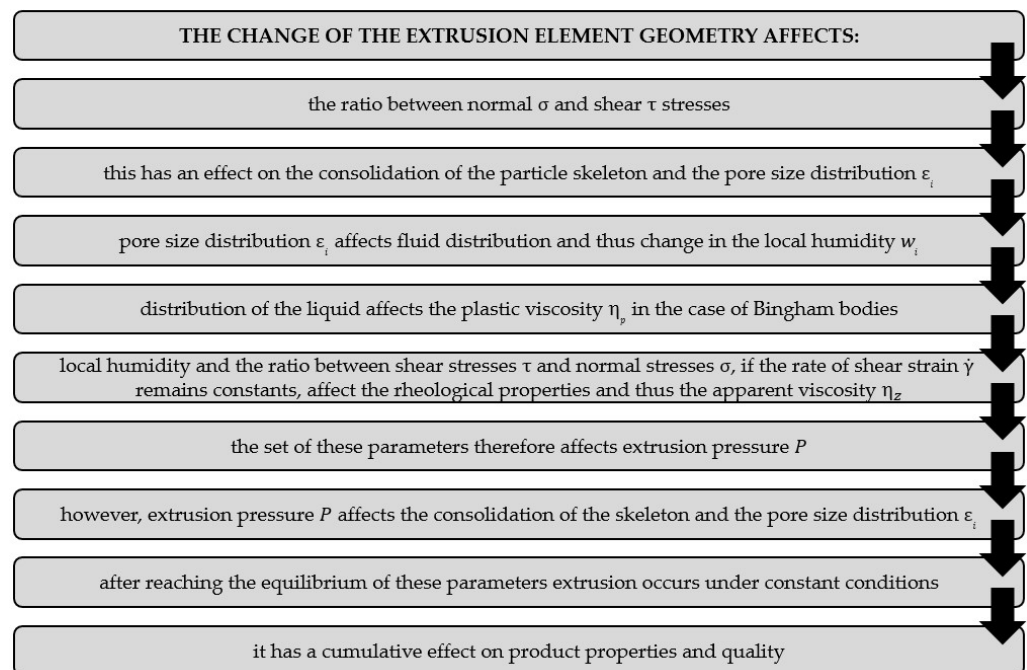 THE CHANGE OF THE EXTRUSION ELEMENT GEOMETRY AFFECTS:
the ratio between normal σ and shear τ stresses
this has an effect on the consolidation of the particle skeleton and the pore size distribution εᵢ
pore size distribution εᵢ affects fluid distribution and thus change in the local humidity wᵢ
distribution of the liquid affects the plastic viscosity ηₚ in the case of Bingham bodies
local humidity and the ratio between shear stresses τ and normal stresses σ, if the rate of shear strain γ̇
remains constants, affect the rheological properties and thus the apparent viscosity η_z
the set of these parameters therefore affects extrusion pressure P
however, extrusion pressure P affects the consolidation of the skeleton and the pore size distribution εᵢ
after reaching the equilibrium of these parameters extrusion occurs under constant conditions
it has a cumulative effect on product properties and quality